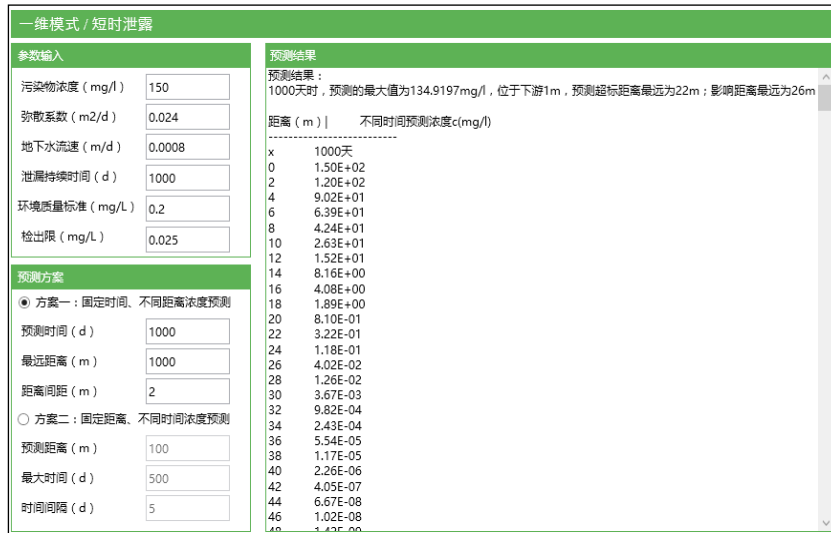 一维模式 / 短时泄露
参数输入
污染物浓度（mg/l） 150
弥散系数（m2/d） 0.024
地下水流速（m/d） 0.0008
泄漏持续时间（d） 1000
环境质量标准（mg/L） 0.2
检出限（mg/L） 0.025
预测方案
方案一：固定时间、不同距离浓度预测
预测时间（d） 1000
最远距离（m） 1000
距离间距（m） 2
方案二：固定距离、不同时间浓度预测
预测距离（m） 100
最大时间（d） 500
时间间隔（d） 5
预测结果
预测结果：
1000天时，预测的最大值为134.9197mg/l，位于下游1m，预测超标距离最远为22m；影响距离最远为26m
距离（m）| 不同时间预测浓度c(mg/l)
--------------------------
x 1000天
0 1.50E+02
2 1.20E+02
4 9.02E+01
6 6.39E+01
8 4.24E+01
10 2.63E+01
12 1.52E+01
14 8.16E+00
16 4.08E+00
18 1.89E+00
20 8.10E-01
22 3.22E-01
24 1.18E-01
26 4.02E-02
28 1.26E-02
30 3.67E-03
32 9.82E-04
34 2.43E-04
36 5.54E-05
38 1.17E-05
40 2.26E-06
42 4.05E-07
44 6.67E-08
46 1.02E-08